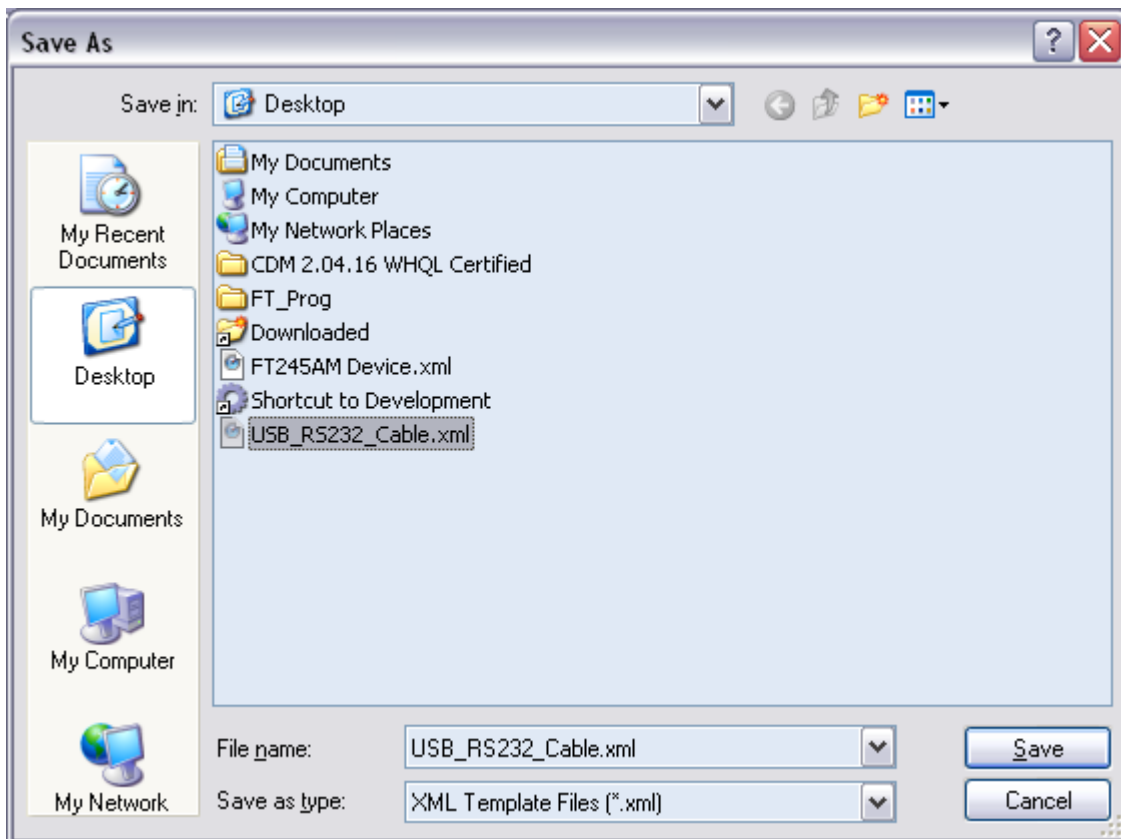 Save As
Save in: Desktop
My Recent
Documents
Desktop
My Documents
My Computer
My Network
My Documents
My Computer
My Network Places
CDM 2.04.16 WHQL Certified
FT_Prog
Downloaded
FT245AM Device.xml
Shortcut to Development
USB_RS232_Cable.xml
File name: USB_RS232_Cable.xml Save
Save as type: XML Template Files (*.xml) Cancel